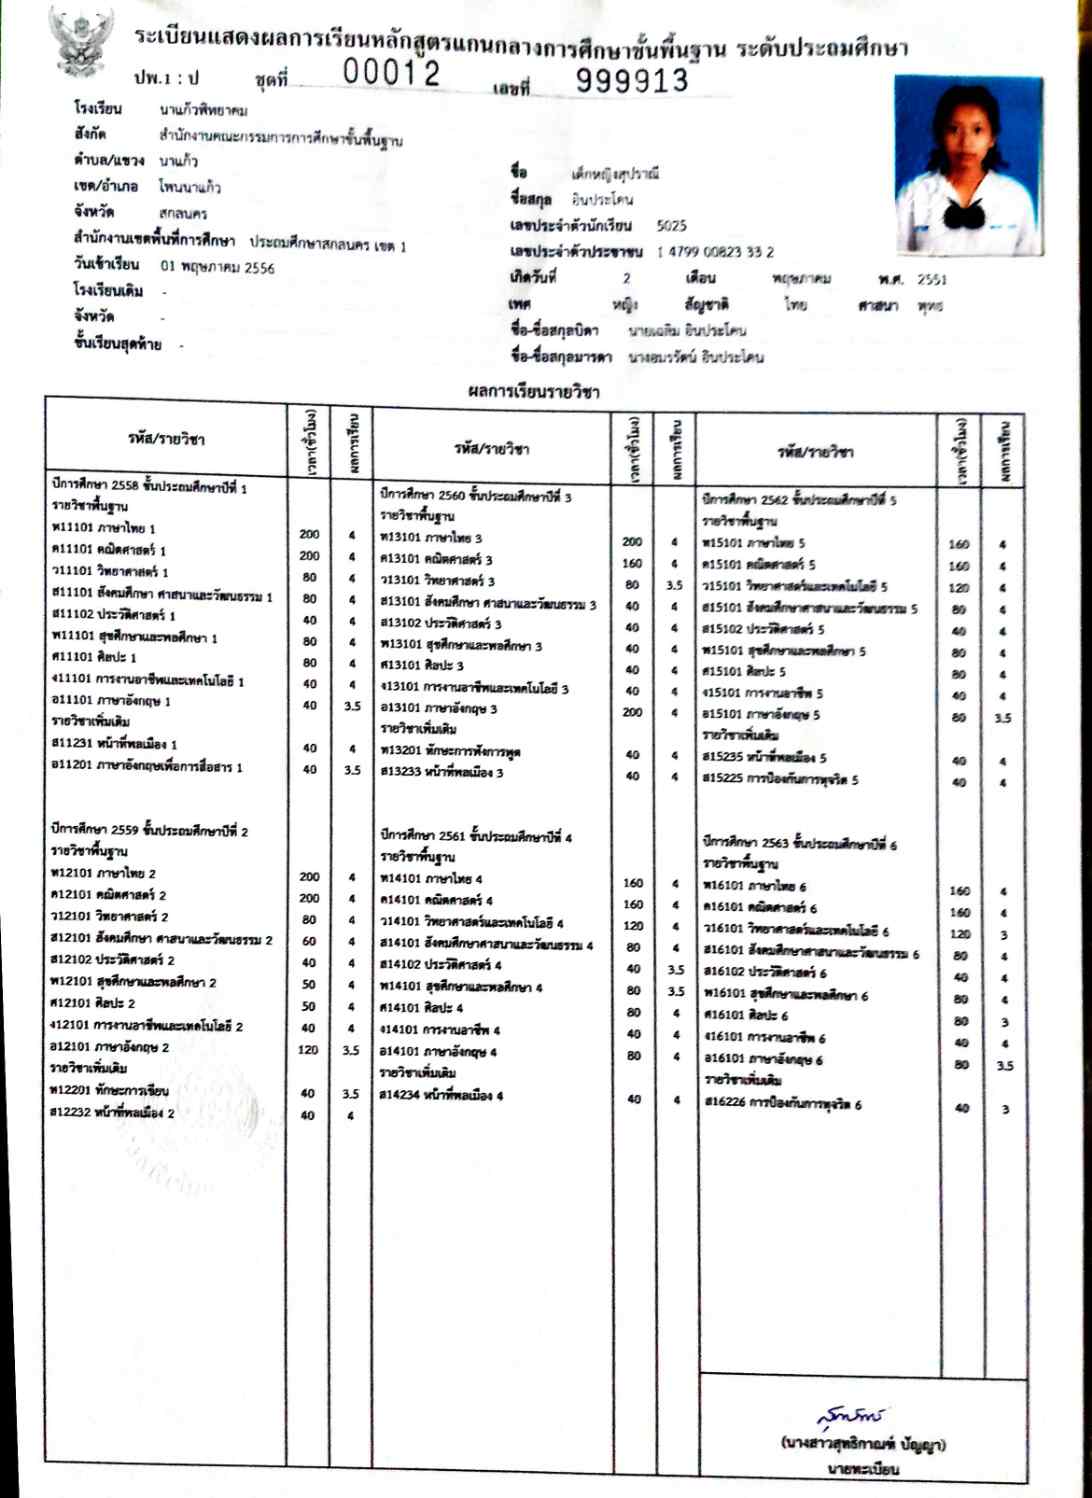 ระเบียนแสดงผลการเรียนหลักสูตรแกนกลางการศึกษาขั้นพื้นฐาน ระดับประถมศึกษา
ปพ.1 : ป ชุดที่ 00012 เลขที่ 999913
โรงเรียน นาแก้วพิทยาคม
สังกัด สำนักงานคณะกรรมการการศึกษาขั้นพื้นฐาน
ตำบล/แขวง นาแก้ว
เขต/อำเภอ โพนนาแก้ว
จังหวัด สกลนคร
สำนักงานเขตพื้นที่การศึกษา ประถมศึกษาสกลนคร เขต 1
วันเข้าเรียน 01 พฤษภาคม 2556
โรงเรียนเดิม -
จังหวัด -
ชั้นเรียนสุดท้าย -
ชื่อ เด็กหญิงสุปราณี
ชื่อสกุล อินประโคน
เลขประจำตัวนักเรียน 5025
เลขประจำตัวประชาชน 1 4799 00823 33 2
เกิดวันที่ 2 เดือน พฤษภาคม พ.ศ. 2551
เพศ หญิง สัญชาติ ไทย ศาสนา พุทธ
ชื่อ-ชื่อสกุลบิดา นายเฉลิม อินประโคน
ชื่อ-ชื่อสกุลมารดา นางอมรรัตน์ อินประโคน
ผลการเรียนรายวิชา
รหัส/รายวิชา เวลา(ชั่วโมง) ผลการเรียน
ปีการศึกษา 2558 ชั้นประถมศึกษาปีที่ 1
รายวิชาพื้นฐาน
ท11101 ภาษาไทย 1 200 4
ค11101 คณิตศาสตร์ 1 200 4
ว11101 วิทยาศาสตร์ 1 80 4
ส11101 สังคมศึกษา ศาสนาและวัฒนธรรม 1 80 4
ส11102 ประวัติศาสตร์ 1 40 4
พ11101 สุขศึกษาและพลศึกษา 1 80 4
ศ11101 ศิลปะ 1 80 4
ง11101 การงานอาชีพและเทคโนโลยี 1 40 4
อ11101 ภาษาอังกฤษ 1 40 3.5
รายวิชาเพิ่มเติม
ส11231 หน้าที่พลเมือง 1 40 4
อ11201 ภาษาอังกฤษเพื่อการสื่อสาร 1 40 3.5
ปีการศึกษา 2559 ชั้นประถมศึกษาปีที่ 2
รายวิชาพื้นฐาน
ท12101 ภาษาไทย 2 200 4
ค12101 คณิตศาสตร์ 2 200 4
ว12101 วิทยาศาสตร์ 2 80 4
ส12101 สังคมศึกษา ศาสนาและวัฒนธรรม 2 60 4
ส12102 ประวัติศาสตร์ 2 40 4
พ12101 สุขศึกษาและพลศึกษา 2 50 4
ศ12101 ศิลปะ 2 50 4
ง12101 การงานอาชีพและเทคโนโลยี 2 40 4
อ12101 ภาษาอังกฤษ 2 120 3.5
รายวิชาเพิ่มเติม
ท12201 ทักษะการเขียน 40 3.5
ส12232 หน้าที่พลเมือง 2 40 4
รหัส/รายวิชา เวลา(ชั่วโมง) ผลการเรียน
ปีการศึกษา 2560 ชั้นประถมศึกษาปีที่ 3
รายวิชาพื้นฐาน
ท13101 ภาษาไทย 3 200 4
ค13101 คณิตศาสตร์ 3 160 4
ว13101 วิทยาศาสตร์ 3 80 3.5
ส13101 สังคมศึกษา ศาสนาและวัฒนธรรม 3 40 4
ส13102 ประวัติศาสตร์ 3 40 4
พ13101 สุขศึกษาและพลศึกษา 3 40 4
ศ13101 ศิลปะ 3 40 4
ง13101 การงานอาชีพและเทคโนโลยี 3 40 4
อ13101 ภาษาอังกฤษ 3 200 4
รายวิชาเพิ่มเติม
ท13201 ทักษะการฟังการพูด 40 4
ส13233 หน้าที่พลเมือง 3 40 4
ปีการศึกษา 2561 ชั้นประถมศึกษาปีที่ 4
รายวิชาพื้นฐาน
ท14101 ภาษาไทย 4 160 4
ค14101 คณิตศาสตร์ 4 160 4
ว14101 วิทยาศาสตร์และเทคโนโลยี 4 120 4
ส14101 สังคมศึกษาศาสนาและวัฒนธรรม 4 80 4
ส14102 ประวัติศาสตร์ 4 40 3.5
พ14101 สุขศึกษาและพลศึกษา 4 80 3.5
ศ14101 ศิลปะ 4 80 4
ง14101 การงานอาชีพ 4 40 4
อ14101 ภาษาอังกฤษ 4 80 4
รายวิชาเพิ่มเติม
ส14234 หน้าที่พลเมือง 4 40 4
รหัส/รายวิชา เวลา(ชั่วโมง) ผลการเรียน
ปีการศึกษา 2562 ชั้นประถมศึกษาปีที่ 5
รายวิชาพื้นฐาน
ท15101 ภาษาไทย 5 160 4
ค15101 คณิตศาสตร์ 5 160 4
ว15101 วิทยาศาสตร์และเทคโนโลยี 5 120 4
ส15101 สังคมศึกษาศาสนาและวัฒนธรรม 5 80 4
ส15102 ประวัติศาสตร์ 5 40 4
พ15101 สุขศึกษาและพลศึกษา 5 80 4
ศ15101 ศิลปะ 5 80 4
ง15101 การงานอาชีพ 5 40 4
อ15101 ภาษาอังกฤษ 5 80 3.5
รายวิชาเพิ่มเติม
ส15235 หน้าที่พลเมือง 5 40 4
ส15225 การป้องกันการทุจริต 5 40 4
ปีการศึกษา 2563 ชั้นประถมศึกษาปีที่ 6
รายวิชาพื้นฐาน
ท16101 ภาษาไทย 6 160 4
ค16101 คณิตศาสตร์ 6 160 4
ว16101 วิทยาศาสตร์และเทคโนโลยี 6 120 3
ส16101 สังคมศึกษาศาสนาและวัฒนธรรม 6 80 4
ส16102 ประวัติศาสตร์ 6 40 4
พ16101 สุขศึกษาและพลศึกษา 6 80 4
ศ16101 ศิลปะ 6 80 3
ง16101 การงานอาชีพ 6 40 4
อ16101 ภาษาอังกฤษ 6 80 3.5
รายวิชาเพิ่มเติม
ส16226 การป้องกันการทุจริต 6 40 3
(นางสาวสุทธิกาณฑ์ ปัญญา)
นายทะเบียน